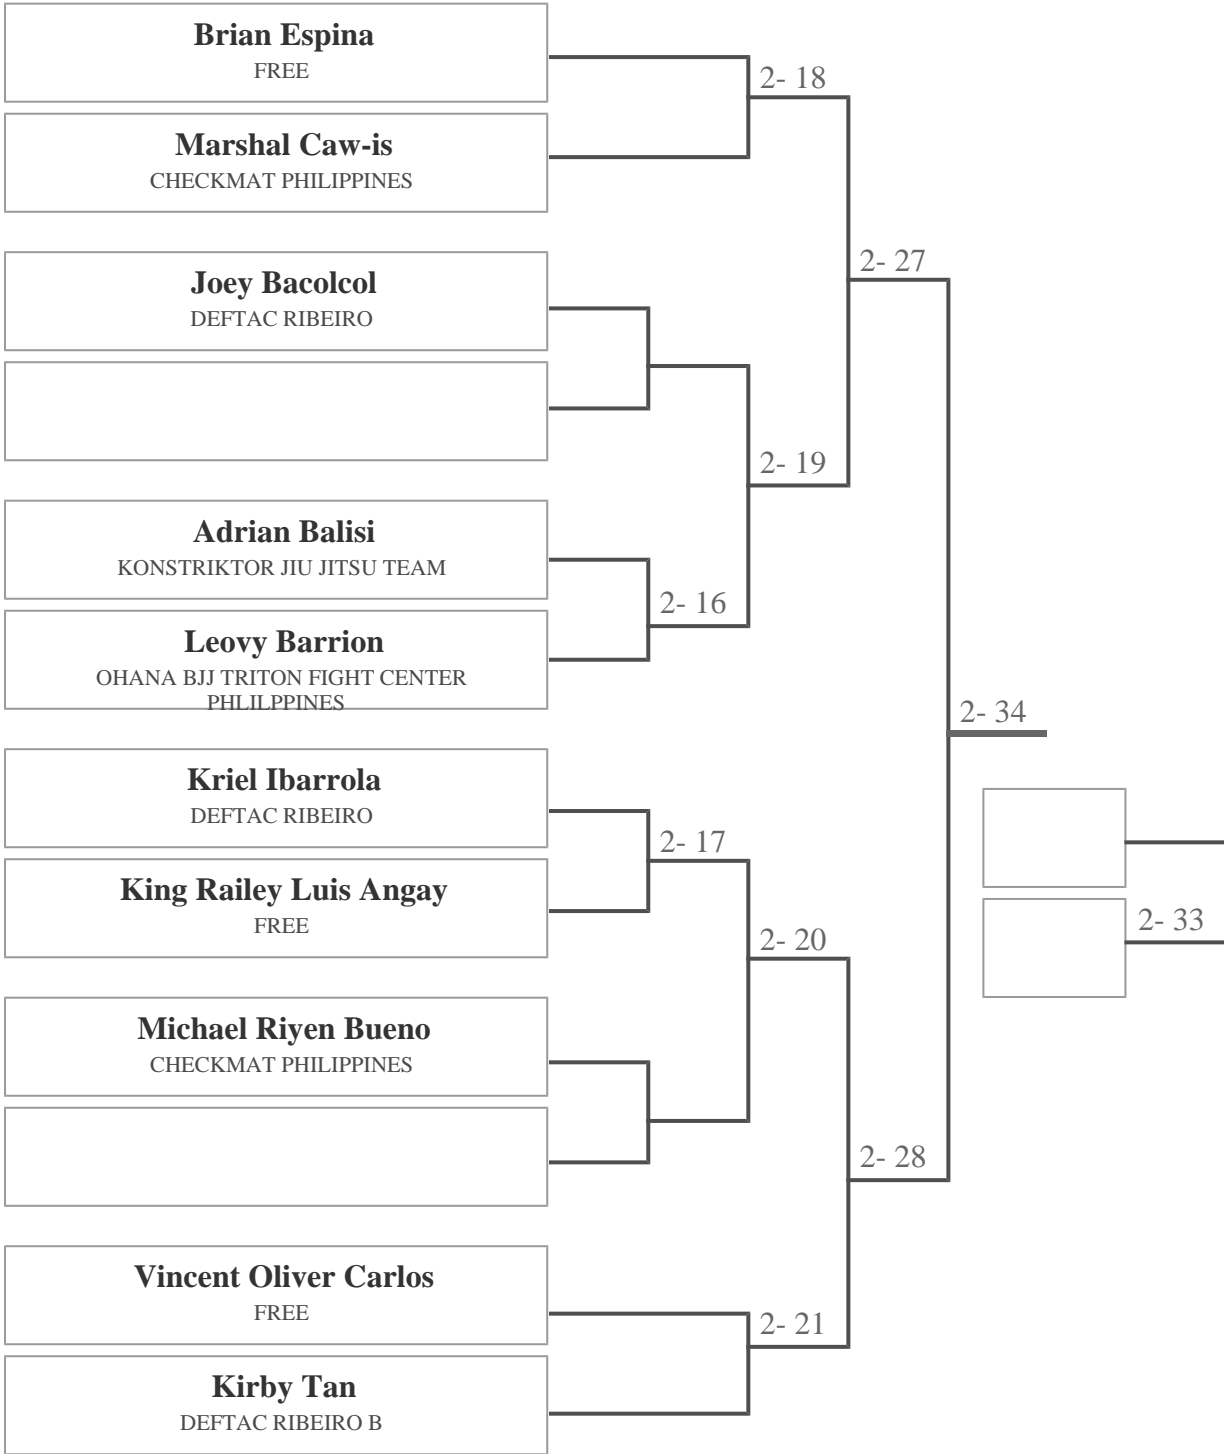 Brian Espina
FREE
2- 18
Marshal Caw-is
CHECKMAT PHILIPPINES
2- 27
Joey Bacolcol
DEFTAC RIBEIRO
2- 19
Adrian Balisi
KONSTRIKTOR JIU JITSU TEAM
2- 16
Leovy Barrion
OHANA BJJ TRITON FIGHT CENTER
PHLILPPINES
2- 34
Kriel Ibarrola
DEFTAC RIBEIRO
2- 17
King Railey Luis Angay
FREE
2- 33
2- 20
Michael Riyen Bueno
CHECKMAT PHILIPPINES
2- 28
Vincent Oliver Carlos
FREE
2- 21
Kirby Tan
DEFTAC RIBEIRO B